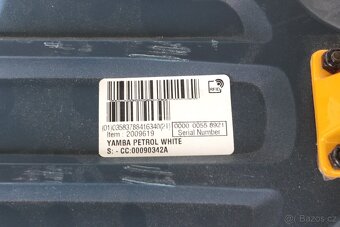 (01)03583788416340(21)
0000 0055 8921
Item : 2009619
Serial Number
YAMBA PETROL WHITE
S: - CC:00090342A
bazos.cz